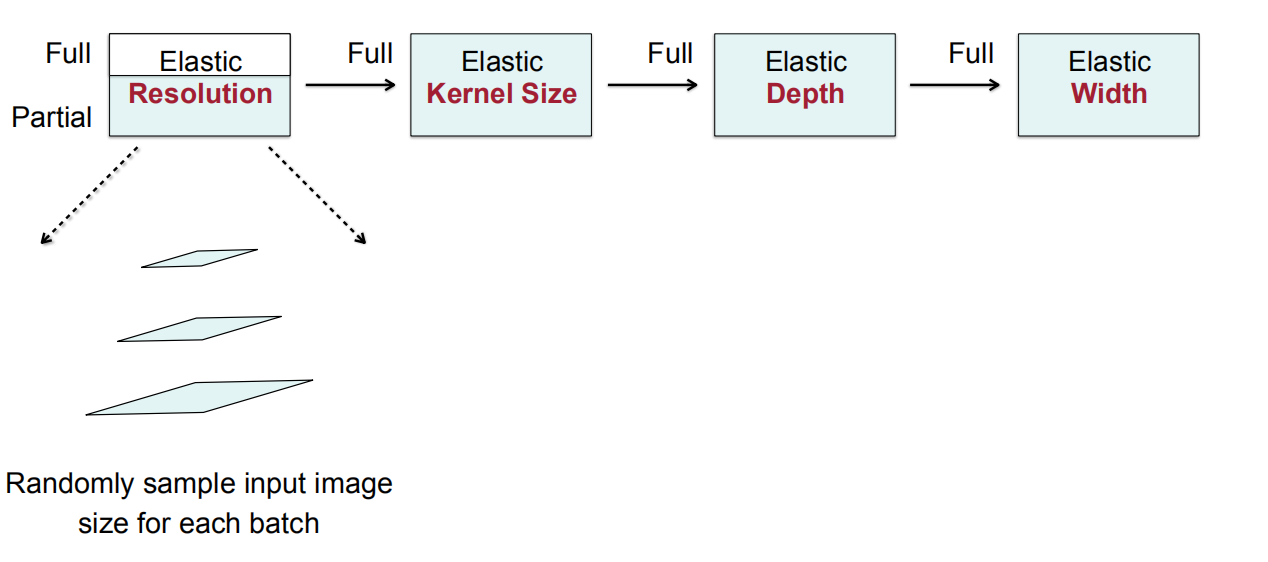 Full
Partial
Elastic
Resolution
Full
Elastic
Kernel Size
Full
Elastic
Depth
Full
Elastic
Width
Randomly sample input image
size for each batch